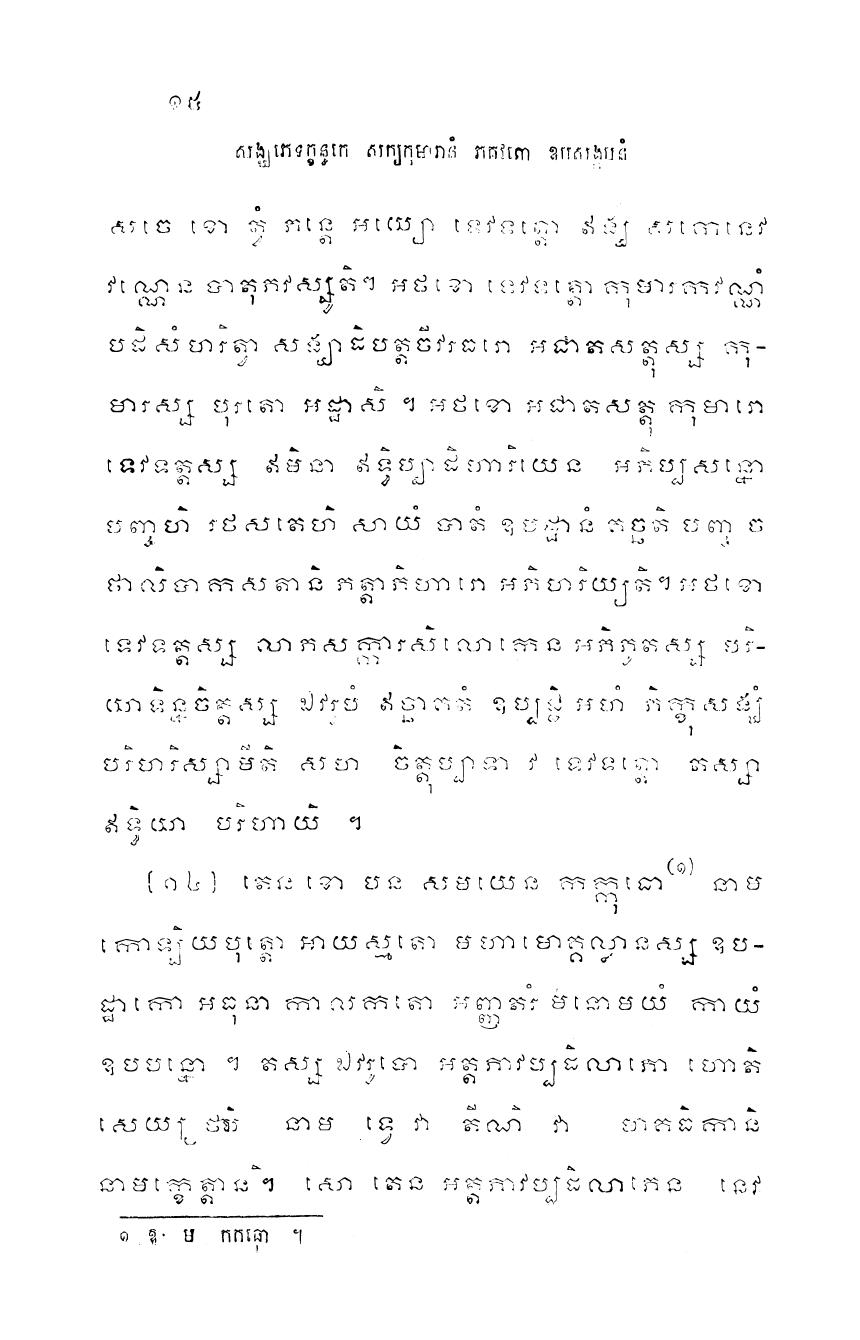 ១៥
សង្ឃភេទក្ខន្ធកេ សក្យកុមារានំ ភគវតោ ឧបសង្កមនំ
សចេ ខោ ត្វំ ភន្តេ អយ្យោ ទេវទត្តោ ឥង្ឃ សកេនេវ
វណ្ណេន បាតុភវស្សូតិ។ អថខោ ទេវទត្តោ កុមារកវណ្ណំ
បដិសំហរិត្វា សង្ឃាដិបត្តចីវរធរោ អជាតសត្តុស្ស កុ-
មារស្ស បុរតោ អដ្ឋាសិ ។ អថខោ អជាតសត្តុ កុមារោ
ទេវទត្តស្ស ឥមិនា ឥទ្ធិប្បាដិហារិយេន អភិប្បសន្នោ
បញ្ចហិ រថសតេហិ សាយំ បាតំ ឧបដ្ឋានំ គច្ឆតិ បញ្ច ច
ថាលិបាកសតានិ ភត្តាភិហារោ អភិហរិយ្យតិ។ អថខោ
ទេវទត្តស្ស លាភសក្ការសិលោកេន អភិភូតស្ស បរិ-
យាទិន្នចិត្តស្ស ឯវរូបំ ឥច្ឆាគតំ ឧប្បជ្ជិ អហំ ភិក្ខុសង្ឃំ
បរិហរិស្សាមីតិ សហ ចិត្តុប្បាទា វ ទេវទត្តោ តស្សា
ឥទ្ធិយា បរិហាយិ ។
(១៤) តេន ខោ បន សមយេន កក្កុធោ(១) នាម
កោឡិយបុត្តោ អាយស្មតោ មហាមោគ្គល្លានស្ស ឧប-
ដ្ឋាកោ អធុនា កាលកតោ អញ្ញតរំ មនោមយំ កាយំ
ឧបបន្នោ ។ តស្ស ឯវរូបោ អត្តភាវប្បដិលាភោ ហោតិ
សេយ្យថាបិ នាម ទ្វេ វា តីណិ វា មាគធិកានិ
គាមក្ខេត្តានិ។ សោ តេន អត្តភាវប្បដិលាភេន នេវ
១ ឱ. ម កកុធោ ។